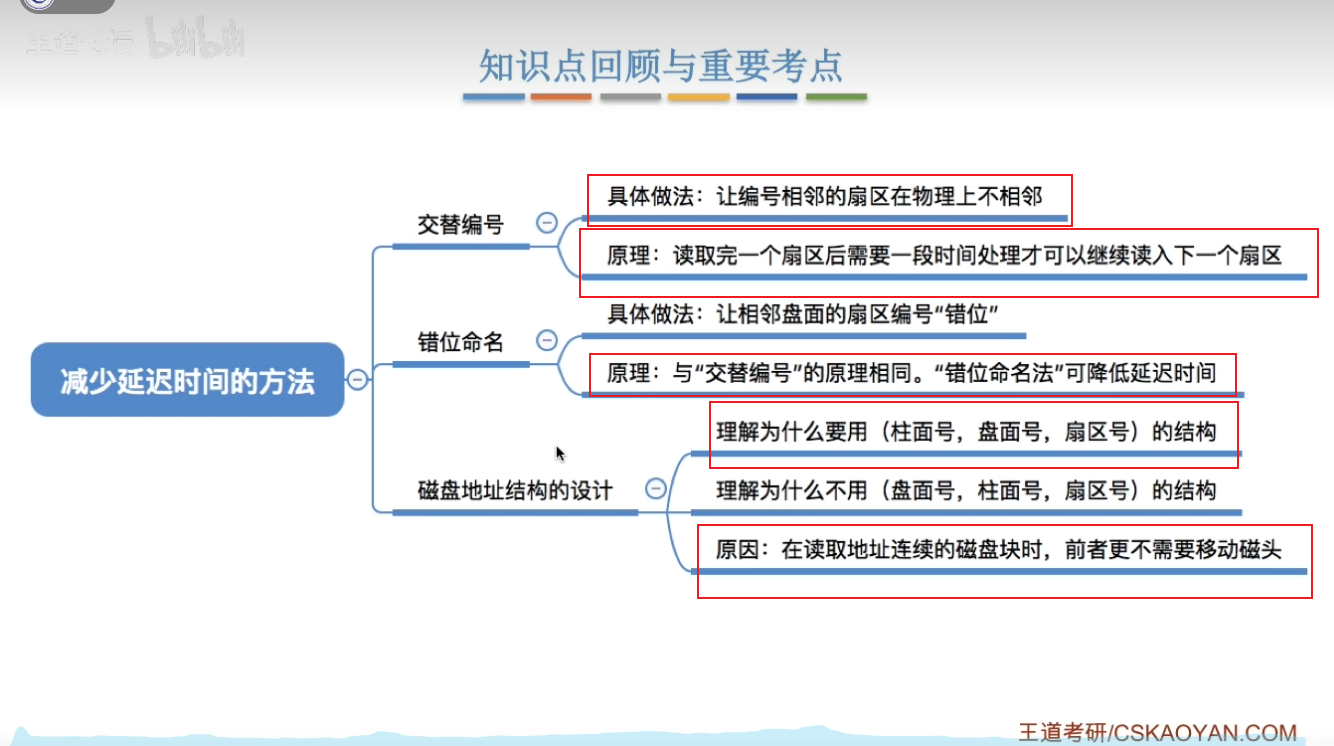 王道论坛 bilibili
知识点回顾与重要考点
具体做法：让编号相邻的扇区在物理上不相邻
交替编号
原理：读取完一个扇区后需要一段时间处理才可以继续读入下一个扇区
具体做法：让相邻盘面的扇区编号“错位”
错位命名
原理：与“交替编号”的原理相同。“错位命名法”可降低延迟时间
减少延迟时间的方法
理解为什么要用（柱面号，盘面号，扇区号）的结构
磁盘地址结构的设计
理解为什么不用（盘面号，柱面号，扇区号）的结构
原因：在读取地址连续的磁盘块时，前者更不需要移动磁头
王道考研/CSKAOYAN.COM